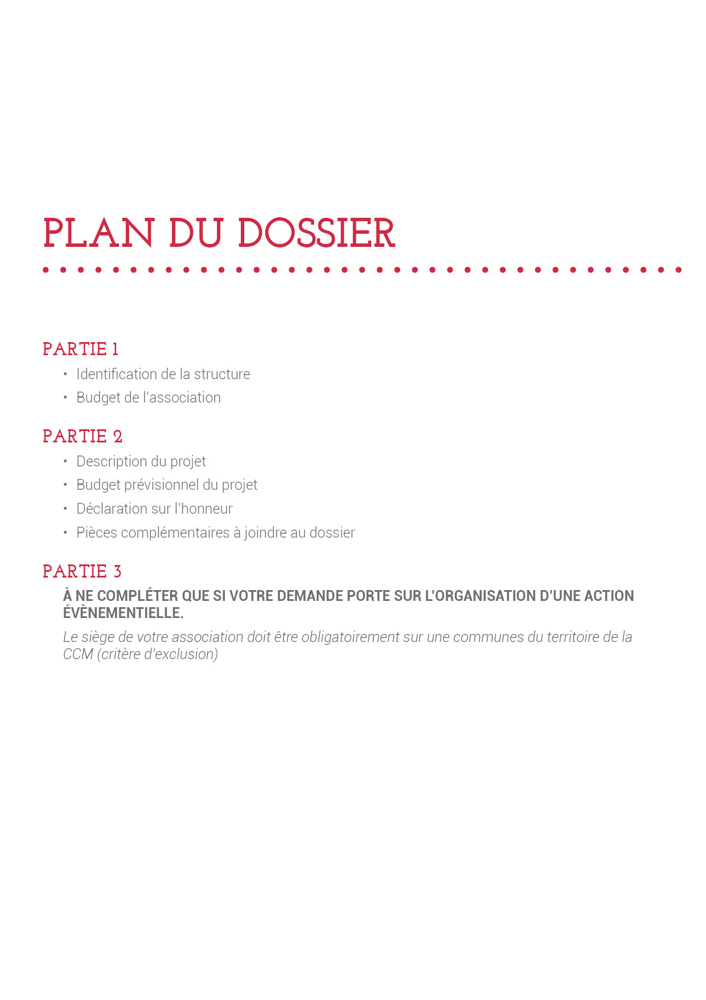 PLAN DU DOSSIER
PARTIE 1
• Identification de la structure
• Budget de l'association
PARTIE 2
• Description du projet
• Budget prévisionnel du projet
• Déclaration sur l'honneur
• Pièces complémentaires à joindre au dossier
PARTIE 3
À NE COMPLÉTER QUE SI VOTRE DEMANDE PORTE SUR L'ORGANISATION D'UNE ACTION
ÉVÈNEMENTIELLE.
Le siège de votre association doit être obligatoirement sur une communes du territoire de la
CCM (critère d'exclusion)